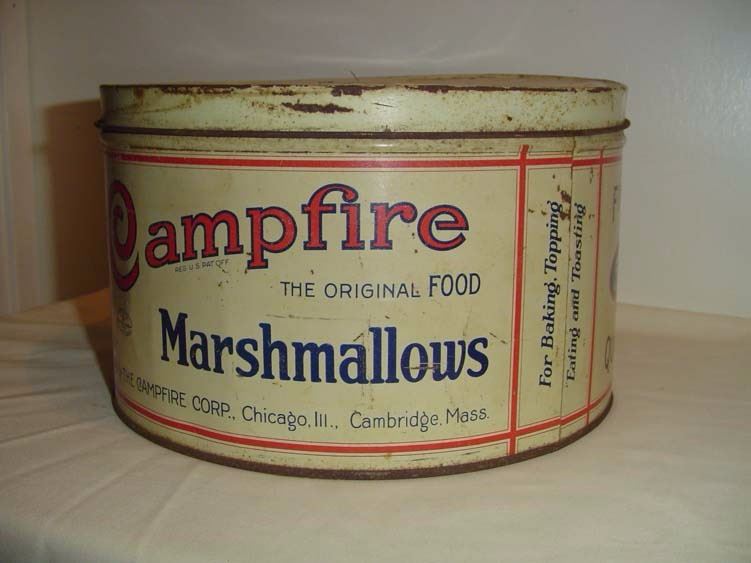 Campfire
REG. U.S. PAT. OFF.
THE ORIGINAL FOOD
Marshmallows
THE CAMPFIRE CORP., Chicago, Ill., Cambridge, Mass.
For Baking, Topping
Eating and Toasting